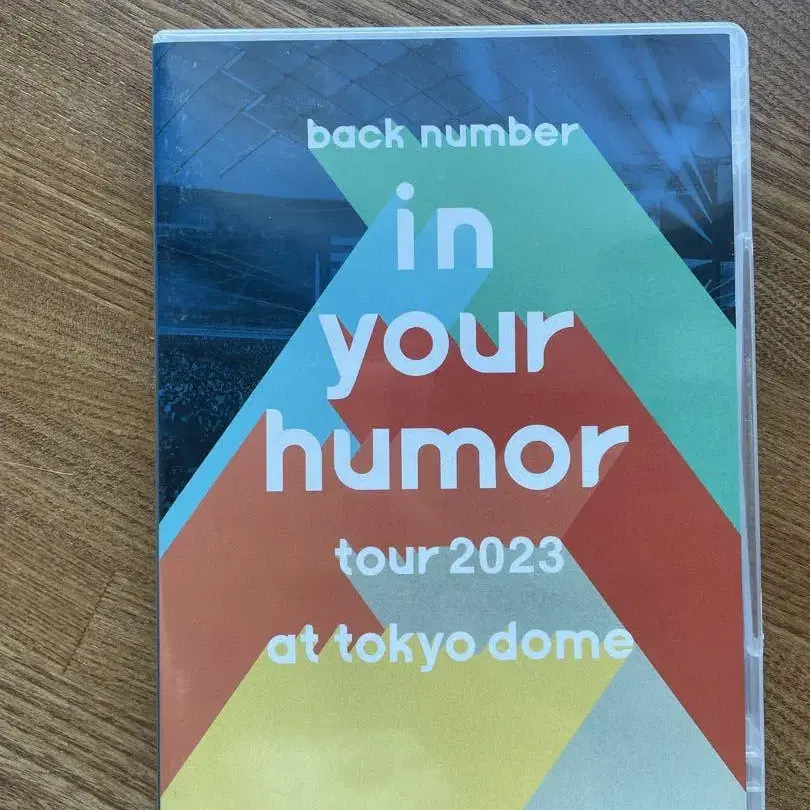 back number
in
your
humor
tour 2023
at tokyo dome